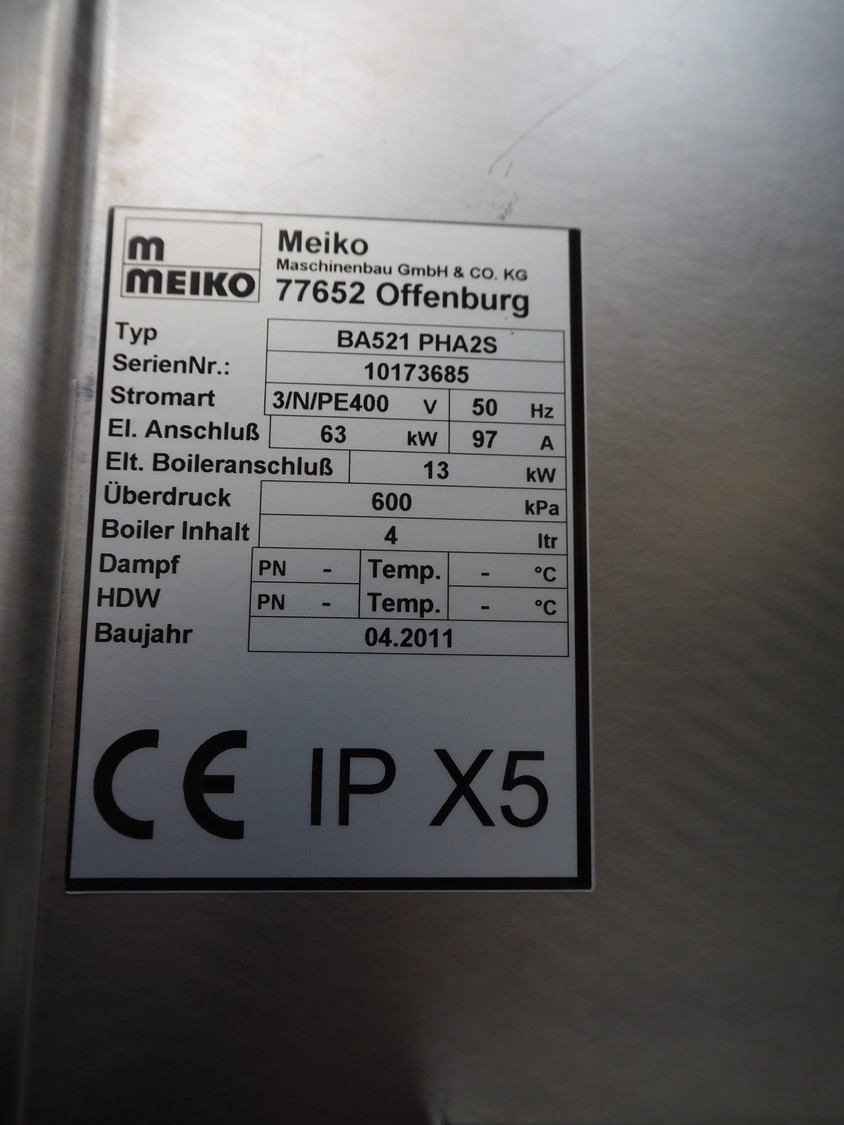 m
MEIKO
Meiko
Maschinenbau GmbH & CO. KG
77652 Offenburg
Typ BA521 PHA2S
SerienNr.: 10173685
Stromart 3/N/PE400 V 50 Hz
El. Anschluß 63 kW 97 A
Elt. Boileranschluß 13 kW
Überdruck 600 kPa
Boiler Inhalt 4 ltr
Dampf PN - Temp. - °C
HDW PN - Temp. - °C
Baujahr 04.2011
CE IP X5